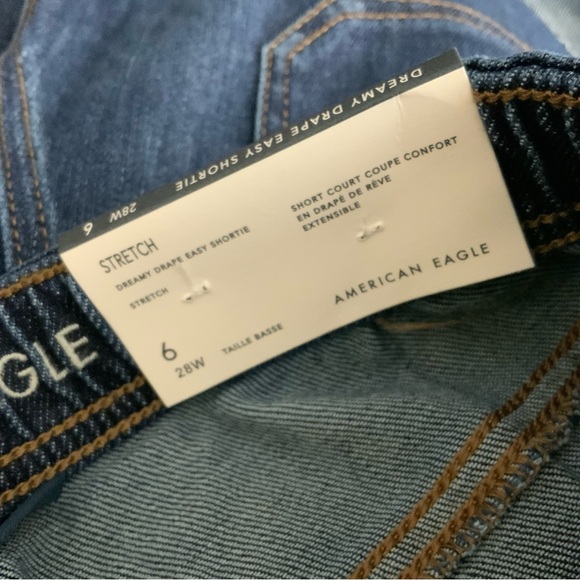 DREAMY DRAPE EASY SHORTIE
28W 6
STRETCH
DREAMY DRAPE EASY SHORTIE
STRETCH
6
28W
TAILLE BASSE
SHORT COURT COUPE CONFORT
EN DRAPÉ DE RÊVE
EXTENSIBLE
AMERICAN EAGLE
GLE